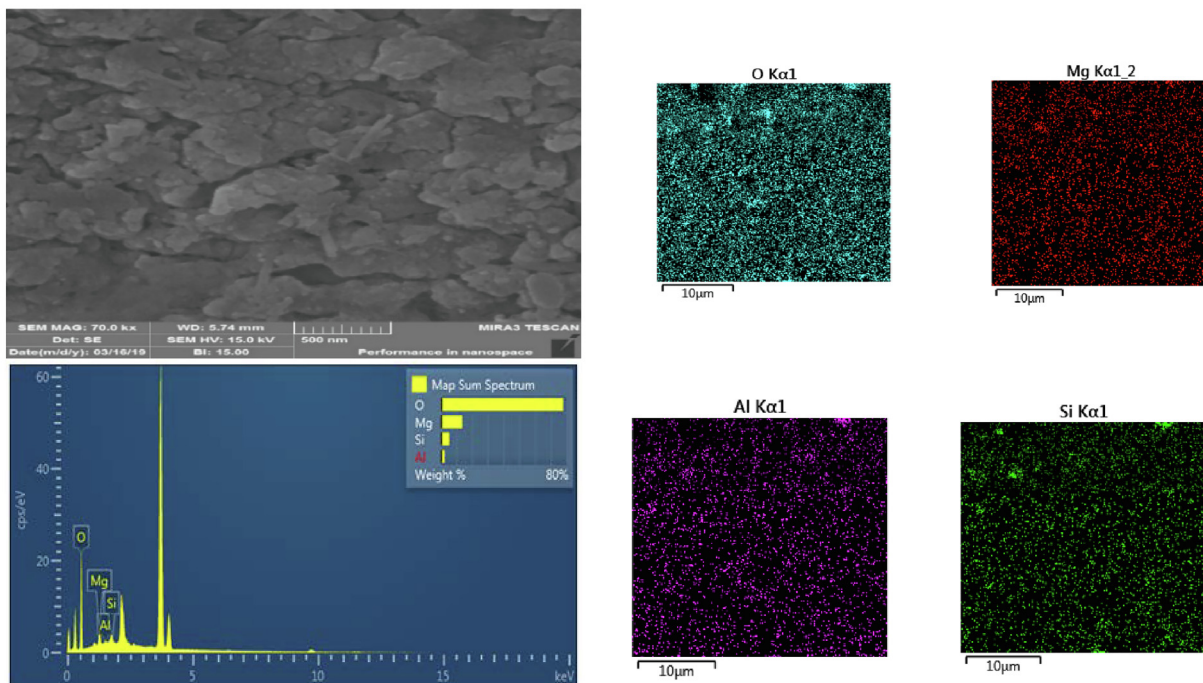 SEM MAG: 70.0 kx
WD: 5.74 mm
MIRA3 TESCAN
Det: SE
SEM HV: 15.0 kV
500 nm
Date(m/d/y): 03/16/19
BI: 15.00
Performance in nanospace
O Kα1
10µm
Mg Kα1_2
10µm
60
40
20
0
cps/eV
O
Mg
Si
Al
0
5
10
15
keV
Map Sum Spectrum
O
Mg
Si
Al
Weight %
80%
Al Kα1
10µm
Si Kα1
10µm